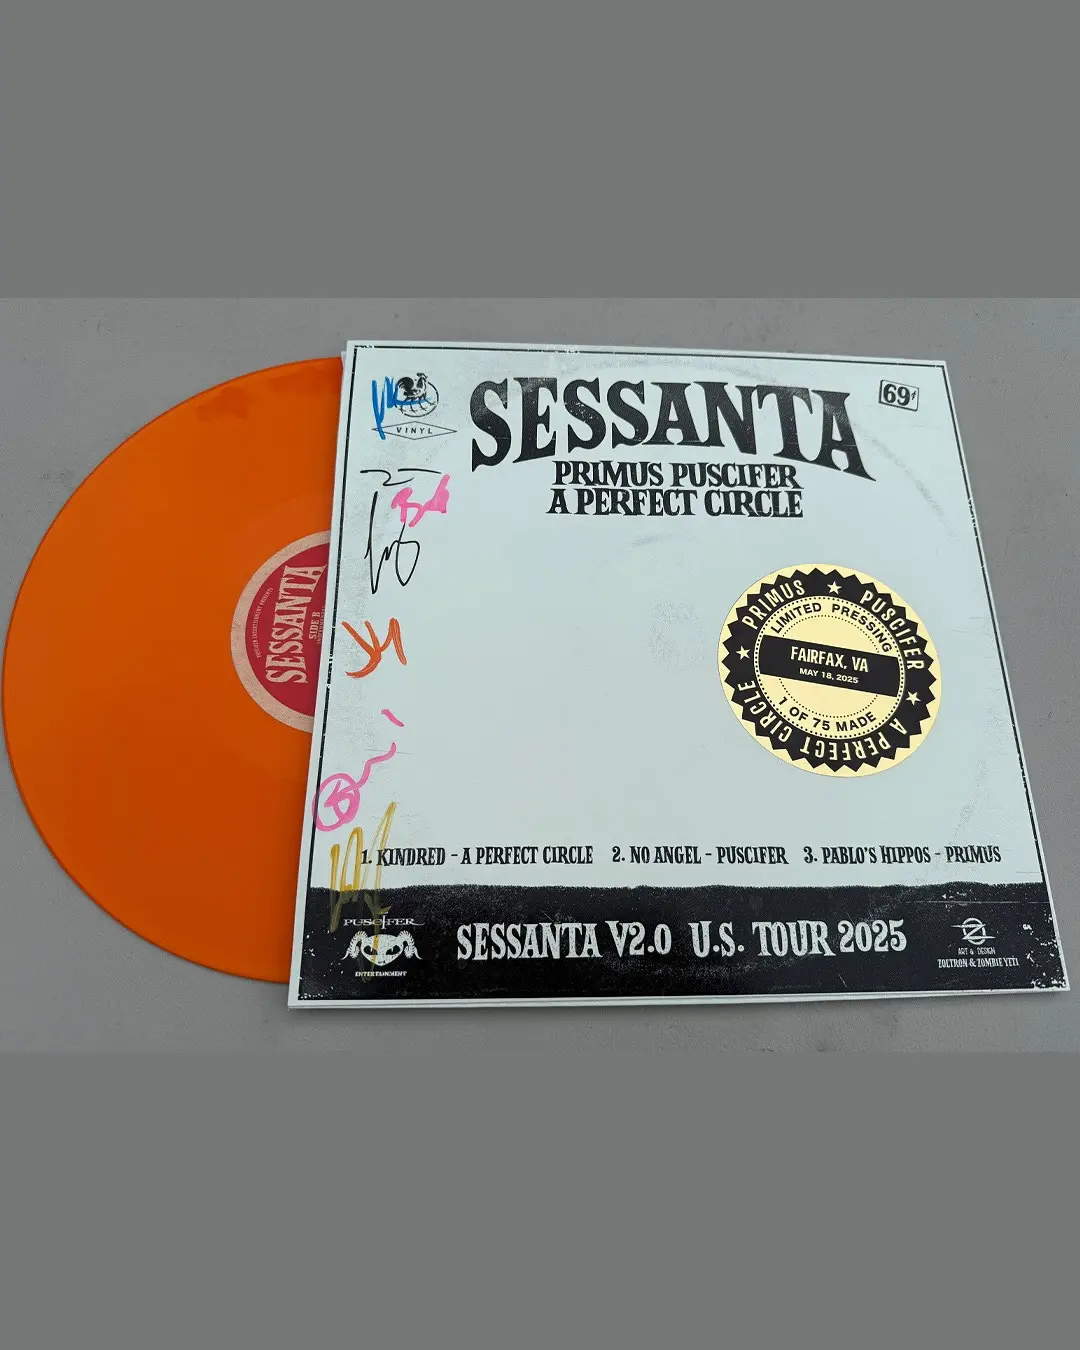 SESSANTA
PRIMUS PUSCIFER
A PERFECT CIRCLE
69¢
VINYL
Bob
SESSANTA
SIDE B
PRIMUS ★ PUSCIFER ★ A PERFECT CIRCLE ★
LIMITED PRESSING
FAIRFAX, VA
MAY 18, 2025
1 OF 75 MADE
1. KINDRED - A PERFECT CIRCLE 2. NO ANGEL - PUSCIFER 3. PABLO'S HIPPOS - PRIMUS
PUSCIFER
ENTERTAINMENT
SESSANTA V2.0 U.S. TOUR 2025
ART & DESIGN
ZOLTRON & ZOMBIE YETI